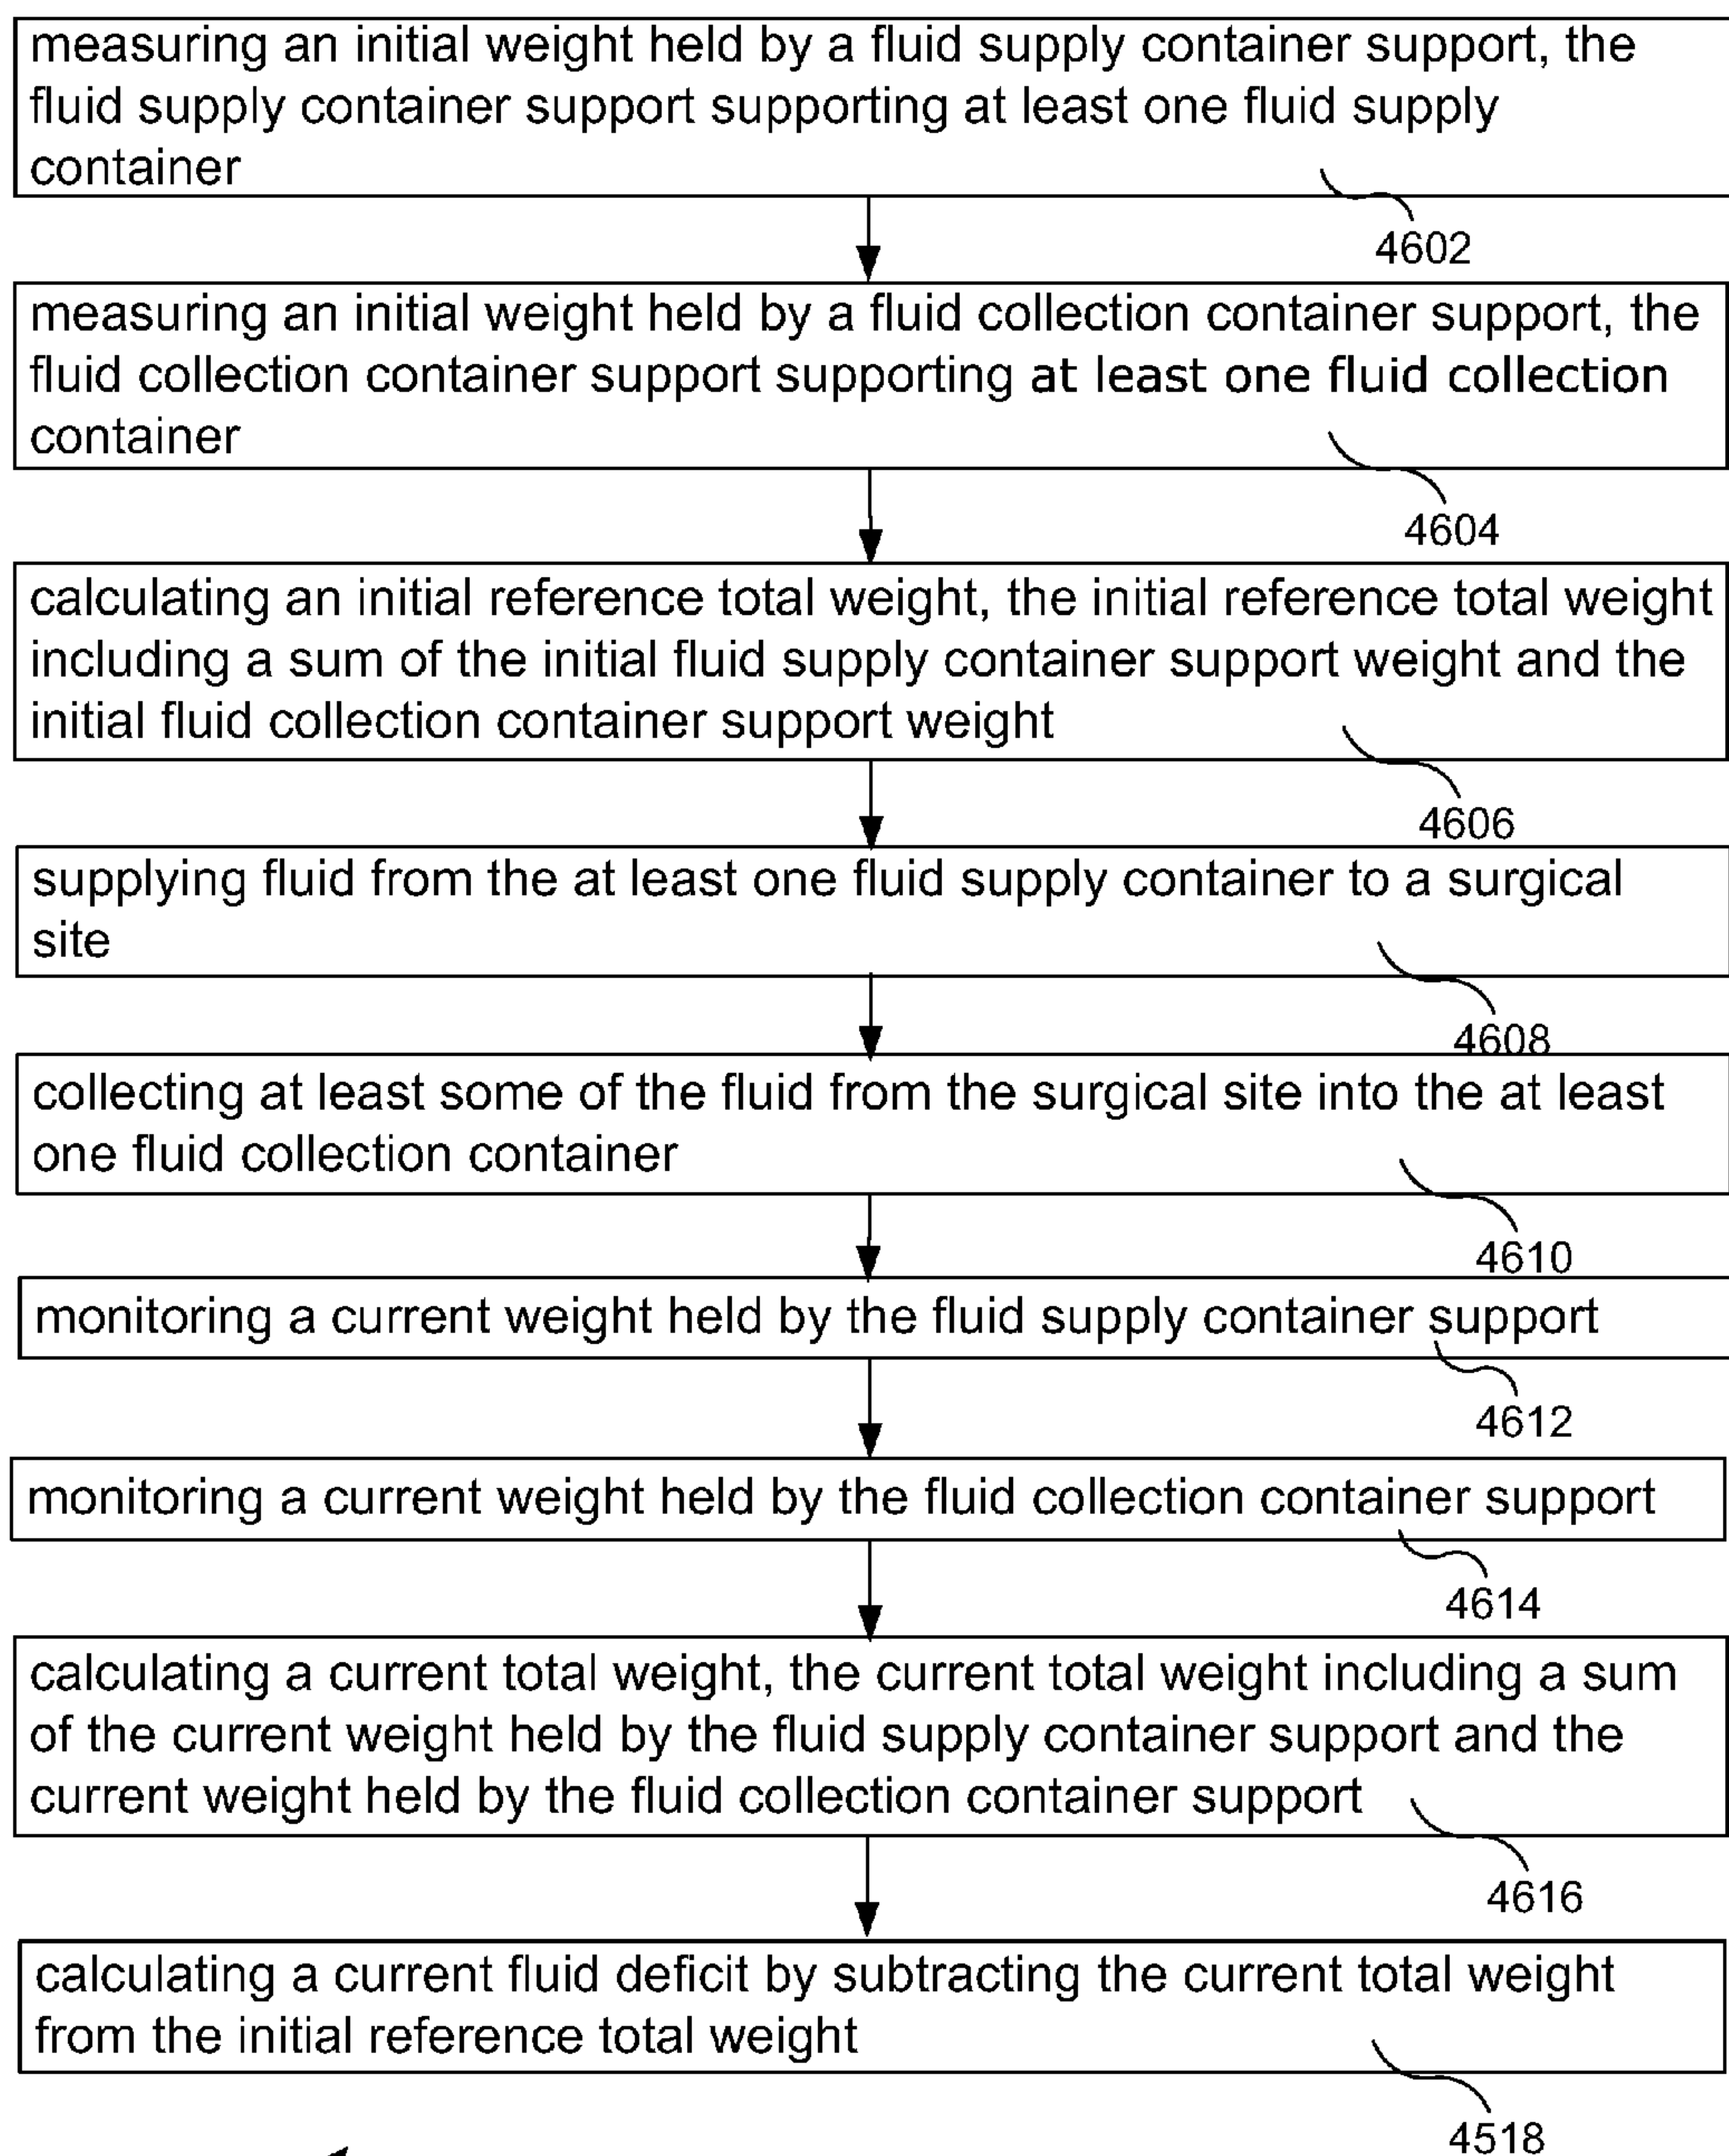 measuring an initial weight held by a fluid supply container support, the
fluid supply container support supporting at least one fluid supply
container
4602
measuring an initial weight held by a fluid collection container support, the
fluid collection container support supporting at least one fluid collection
container
4604
calculating an initial reference total weight, the initial reference total weight
including a sum of the initial fluid supply container support weight and the
initial fluid collection container support weight
4606
supplying fluid from the at least one fluid supply container to a surgical
site
4608
collecting at least some of the fluid from the surgical site into the at least
one fluid collection container
4610
monitoring a current weight held by the fluid supply container support
4612
monitoring a current weight held by the fluid collection container support
4614
calculating a current total weight, the current total weight including a sum
of the current weight held by the fluid supply container support and the
current weight held by the fluid collection container support
4616
calculating a current fluid deficit by subtracting the current total weight
from the initial reference total weight
4518